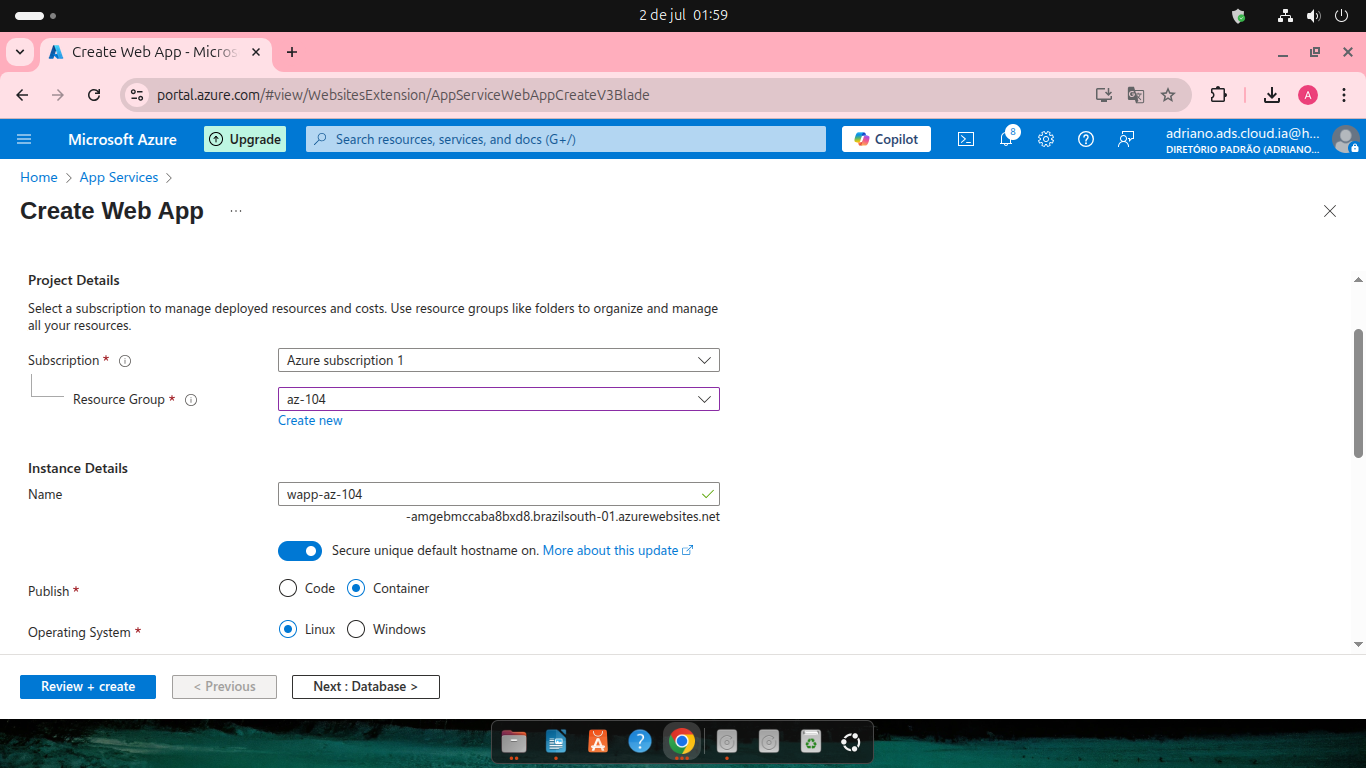 2 de jul 01:59
Create Web App - Micros
portal.azure.com/#view/WebsitesExtension/AppServiceWebAppCreateV3Blade
A
Microsoft Azure
Upgrade
Search resources, services, and docs (G+/)
Copilot
8
adriano.ads.cloud.ia@h...
DIRETÓRIO PADRÃO (ADRIANO...
Home > App Services >
Create Web App ...
Project Details
Select a subscription to manage deployed resources and costs. Use resource groups like folders to organize and manage
all your resources.
Subscription *
Azure subscription 1
Resource Group *
az-104
Create new
Instance Details
Name
wapp-az-104
-amgebmccaba8bxd8.brazilsouth-01.azurewebsites.net
Secure unique default hostname on. More about this update
Publish *
Code
Container
Operating System *
Linux
Windows
Review + create
< Previous
Next : Database >